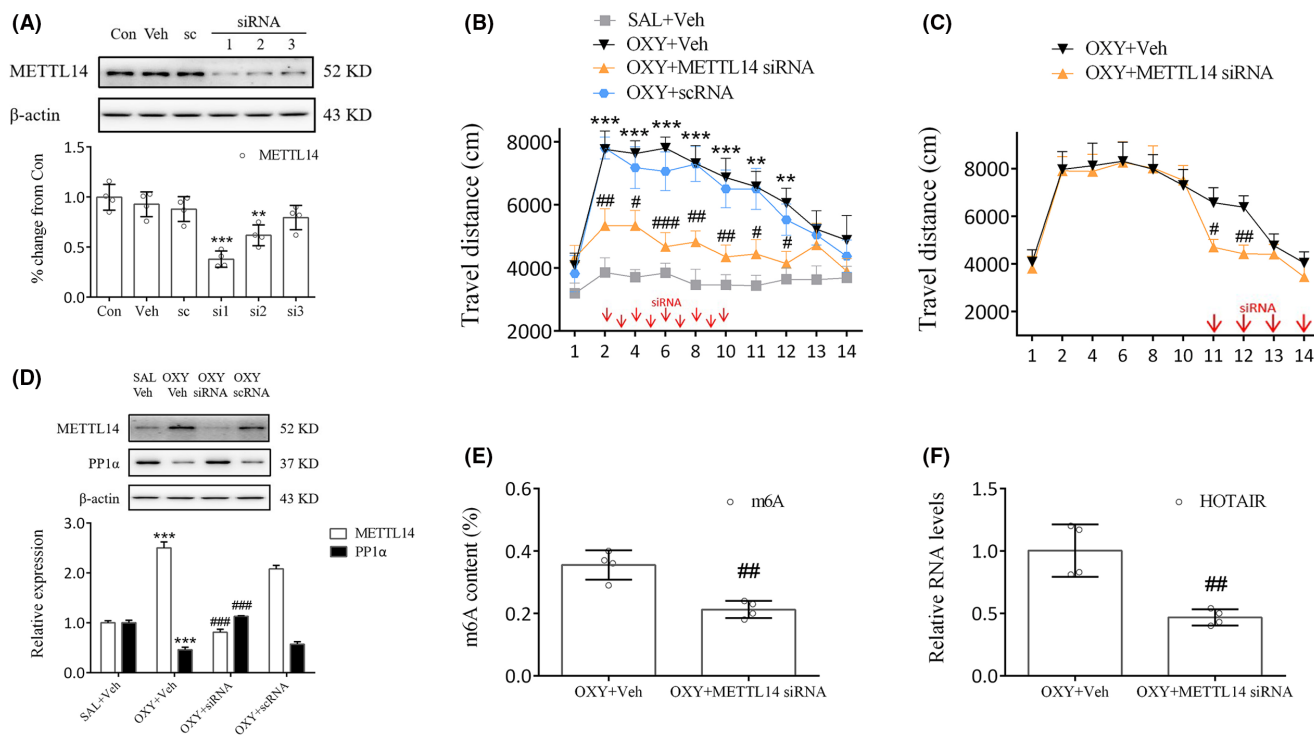 (A)
siRNA
Con Veh sc 1 2 3
METTL14 52 KD
β-actin 43 KD
METTL14
% change from Con
1.5
1.0
0.5
0.0
***
**
Con Veh sc si1 si2 si3
(B)
SAL+Veh
OXY+Veh
OXY+METTL14 siRNA
OXY+scRNA
Travel distance (cm)
8000
6000
4000
2000
*** *** *** *** *** ** **
## # ### ## ## # #
siRNA
1 2 4 6 8 10 11 12 13 14
(C)
OXY+Veh
OXY+METTL14 siRNA
Travel distance (cm)
8000
6000
4000
2000
# ##
siRNA
1 2 4 6 8 10 11 12 13 14
(D)
SAL OXY OXY OXY
Veh Veh siRNA scRNA
METTL14 52 KD
PP1α 37 KD
β-actin 43 KD
METTL14
PP1α
Relative expression
3.0
2.0
1.0
0.0
*** *** ### ###
SAL+Veh OXY+Veh OXY+siRNA OXY+scRNA
(E)
m6A
m6A content (%)
0.6
0.4
0.2
0.0
##
OXY+Veh OXY+METTL14 siRNA
(F)
HOTAIR
Relative RNA levels
1.5
1.0
0.5
0.0
##
OXY+Veh OXY+METTL14 siRNA